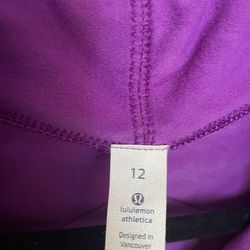 12
lululemon
athletica
Designed in
Vancouver